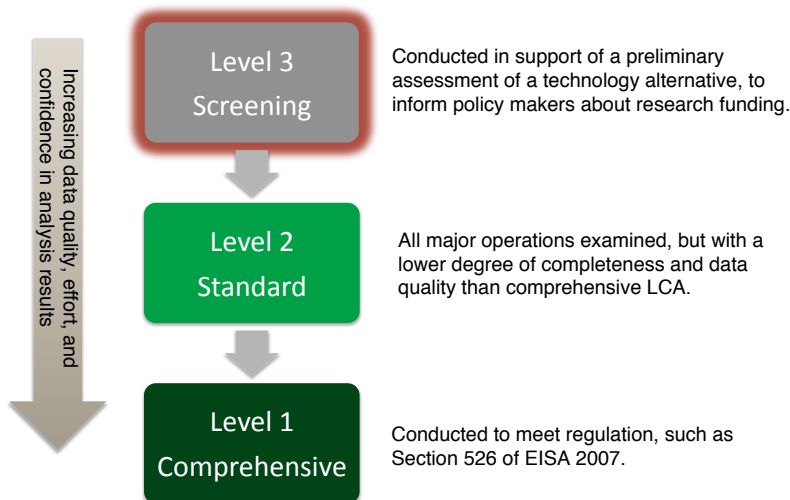 Increasing data quality, effort, and
confidence in analysis results
Level 3
Screening
Conducted in support of a preliminary
assessment of a technology alternative, to
inform policy makers about research funding.
Level 2
Standard
All major operations examined, but with a
lower degree of completeness and data
quality than comprehensive LCA.
Level 1
Comprehensive
Conducted to meet regulation, such as
Section 526 of EISA 2007.